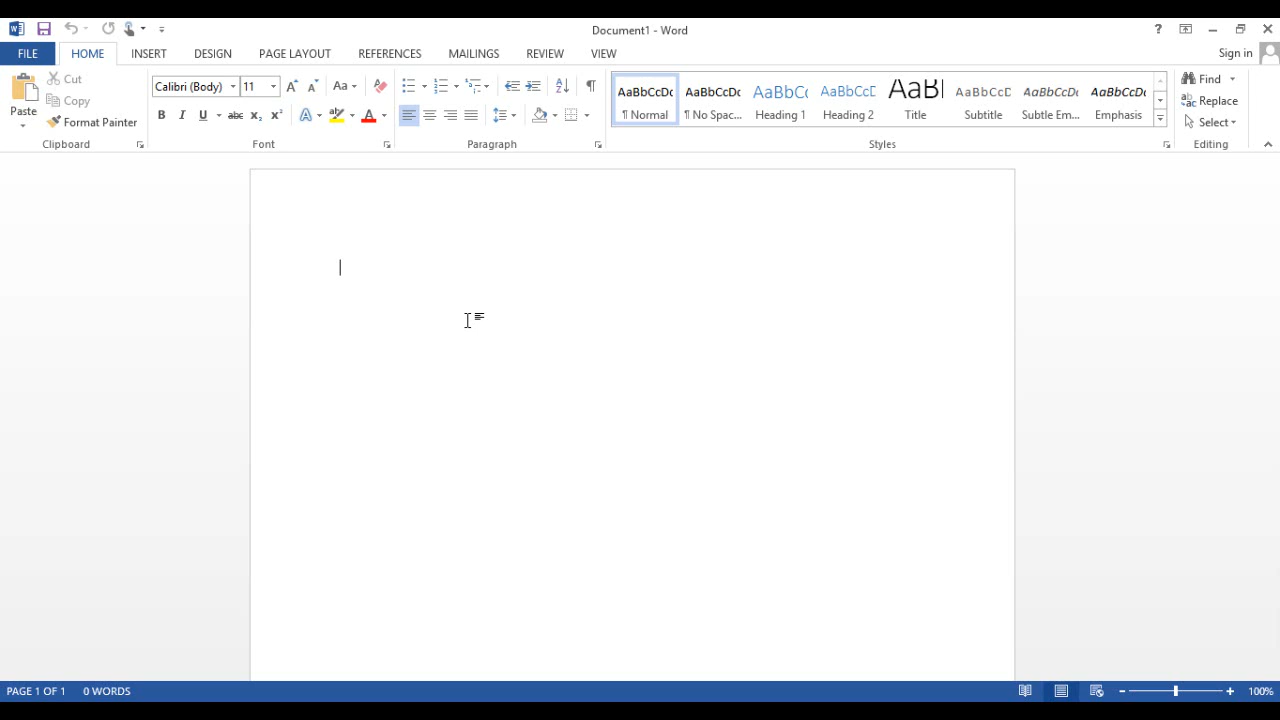 Document1 - Word
?
Sign in
FILE HOME INSERT DESIGN PAGE LAYOUT REFERENCES MAILINGS REVIEW VIEW
Paste
Cut
Copy
Format Painter
Clipboard
Calibri (Body) 11 Aa
B I U abc X₂ X² A ab A
Font
Paragraph
AaBbCcDc AaBbCcDc AaBbCc AaBbCcD AaBl AaBbCcD AaBbCcDc AaBbCcDc
¶ Normal ¶ No Spac... Heading 1 Heading 2 Title Subtitle Subtle Em... Emphasis
Styles
Find
Replace
Select
Editing
PAGE 1 OF 1 0 WORDS 100%